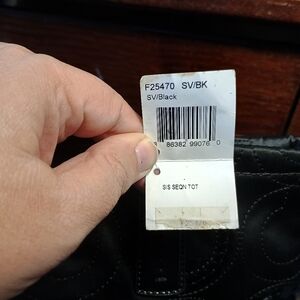 F25470 SV/BK
SV/Black
86382 99076 0
SIS SEQN TOT